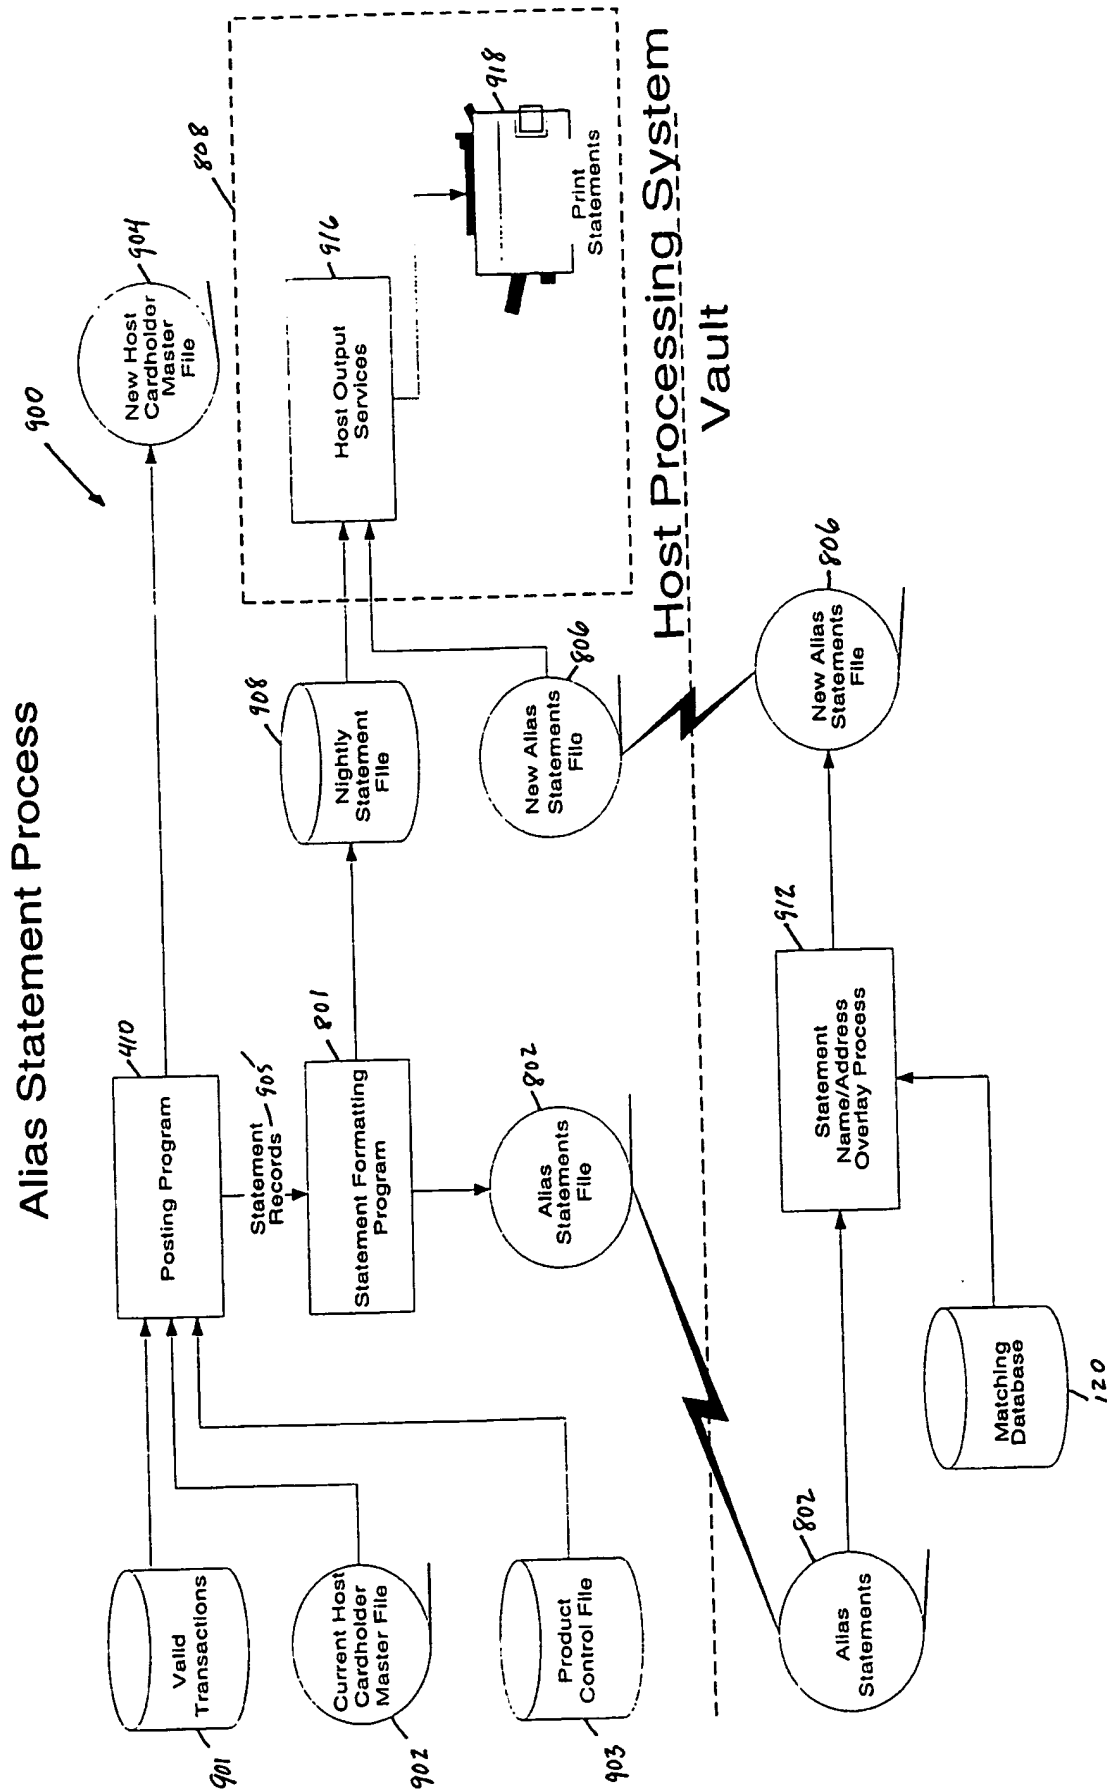 Alias Statement Process
900
Valid
Transactions
901
Current Host
Cardholder
Master File
902
Product
Control File
903
Posting Program
410
Statement
Records
905
Statement Formatting
Program
801
Alias
Statements
File
802
New Host
Cardholder
Master
File
904
Nightly
Statement
File
908
New Alias
Statements
File
806
808
Host Output
Services
916
918
Print
Statements
Host Processing System
Vault
Alias
Statements
802
Matching
Database
120
Statement
Name/Address
Overlay Process
912
New Alias
Statements
File
806